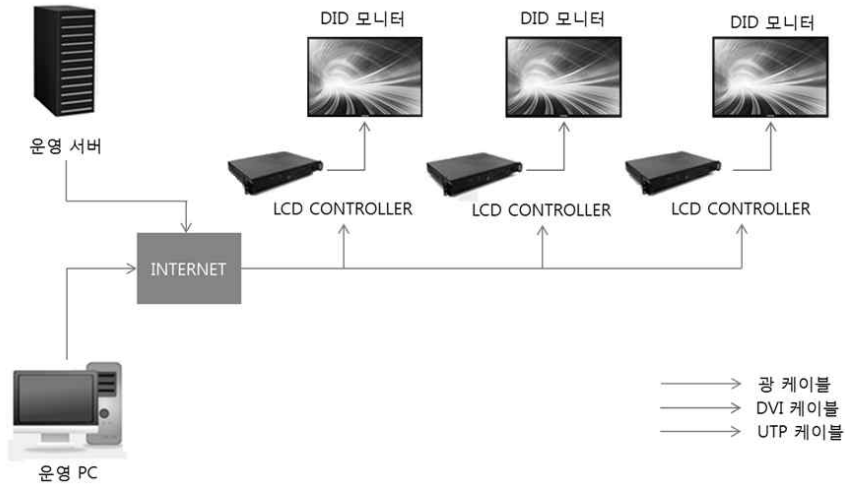 DID 모니터
DID 모니터
DID 모니터
운영 서버
LCD CONTROLLER
LCD CONTROLLER
LCD CONTROLLER
INTERNET
광 케이블
DVI 케이블
UTP 케이블
운영 PC